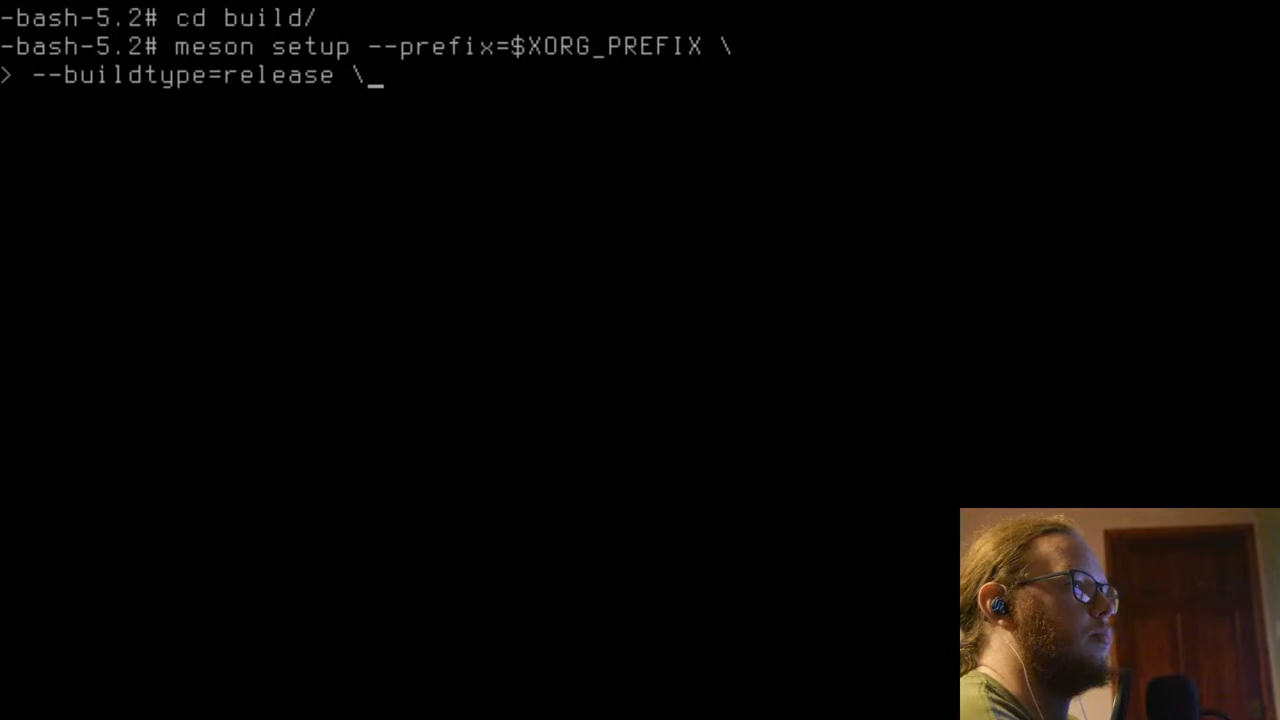 -bash-5.2# cd build/
-bash-5.2# meson setup --prefix=$XORG_PREFIX \
> --buildtype=release \_